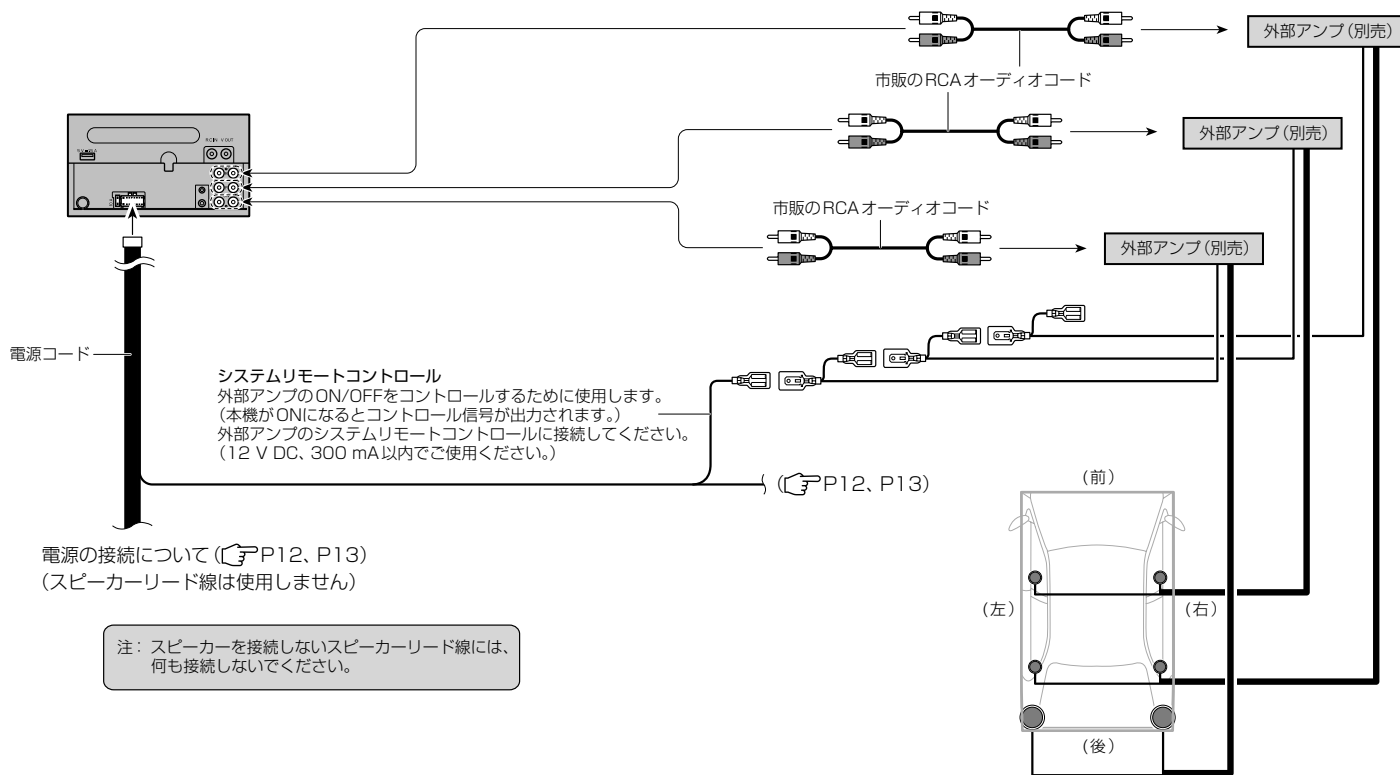 外部アンプ(別売)
市販のRCAオーディオコード
外部アンプ(別売)
RC IN V OUT
市販のRCAオーディオコード
外部アンプ(別売)
電源コード
システムリモートコントロール
外部アンプのON/OFFをコントロールするために使用します。
(本機がONになるとコントロール信号が出力されます。)
外部アンプのシステムリモートコントロールに接続してください。
(12 V DC、300 mA以内でご使用ください。)
(P12、P13)
(前)
電源の接続について(P12、P13)
(スピーカーリード線は使用しません)
(左)
(右)
注: スピーカーを接続しないスピーカーリード線には、
何も接続しないでください。
(後)